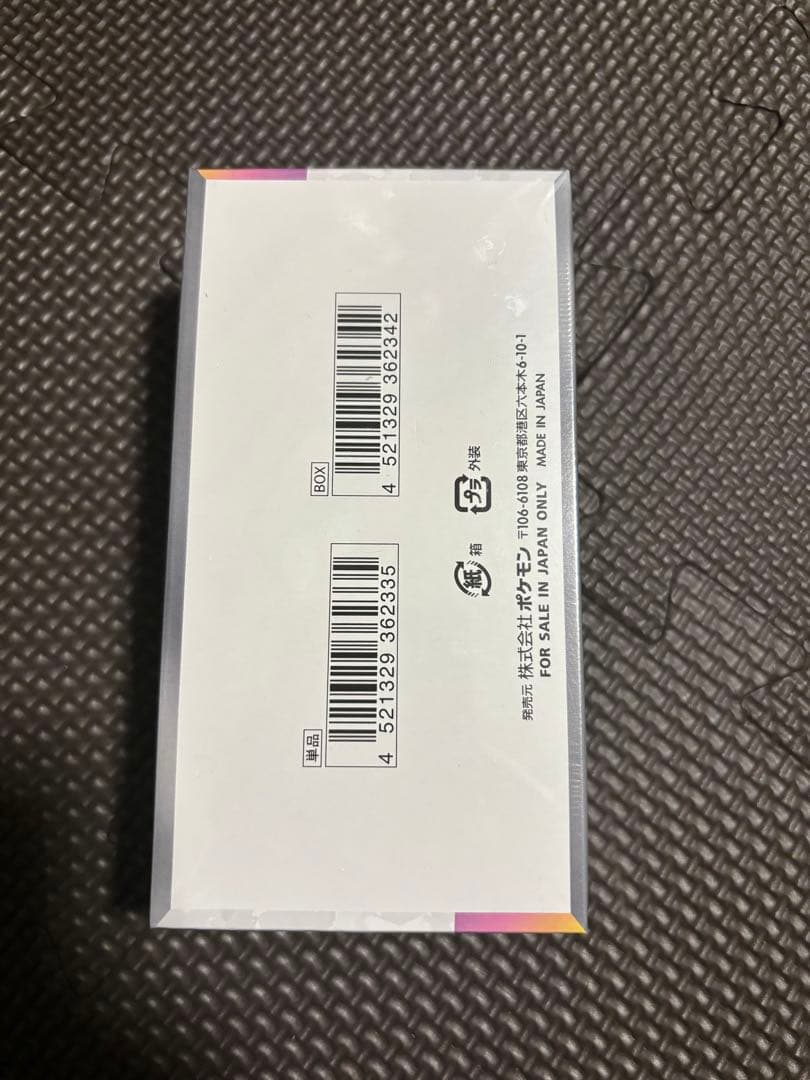 単品
4 521329 362335
BOX
4 521329 362342
紙 箱
プラ 外装
発売元 株式会社ポケモン 〒106-6108 東京都港区六本木6-10-1
FOR SALE IN JAPAN ONLY MADE IN JAPAN